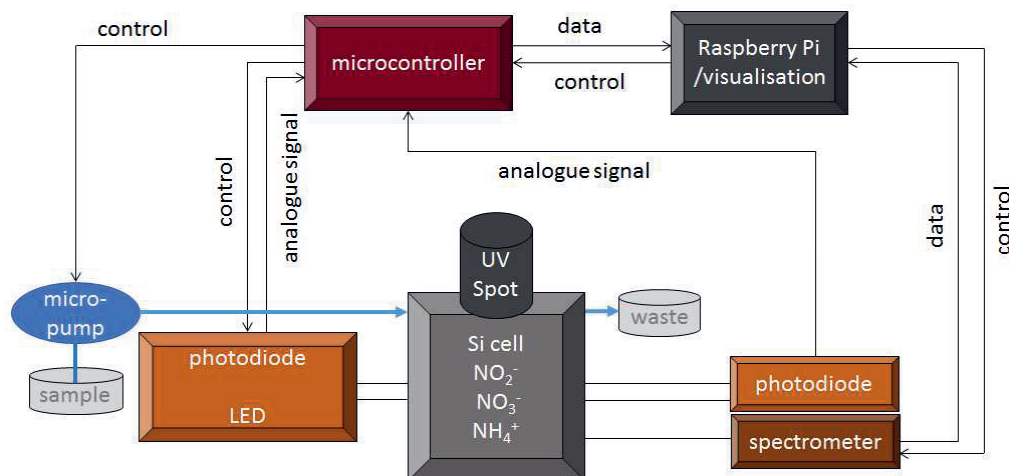 control
microcontroller
data
control
Raspberry Pi
/visualisation
control
analogue signal
analogue signal
data
control
micro-
pump
sample
photodiode
LED
UV
Spot
Si cell
NO₂⁻
NO₃⁻
NH₄⁺
waste
photodiode
spectrometer